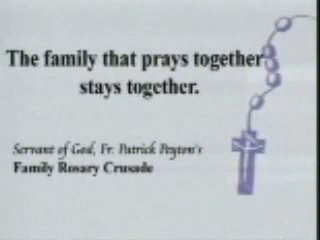 The family that prays together
stays together.
Servant of God, Fr. Patrick Peyton's
Family Rosary Crusade